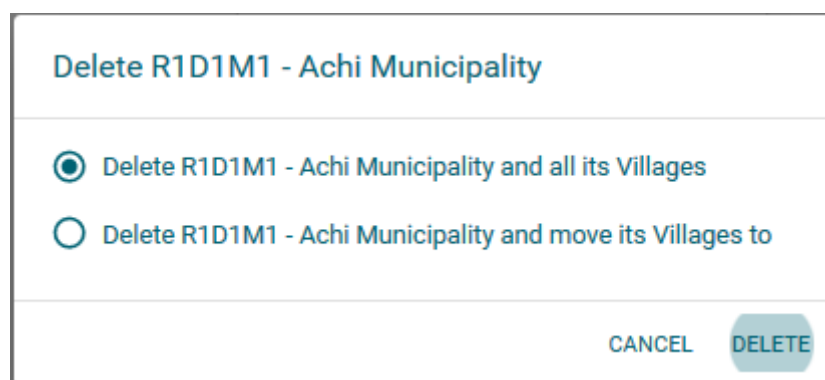 Delete R1D1M1 - Achi Municipality
Delete R1D1M1 - Achi Municipality and all its Villages
Delete R1D1M1 - Achi Municipality and move its Villages to
CANCEL DELETE